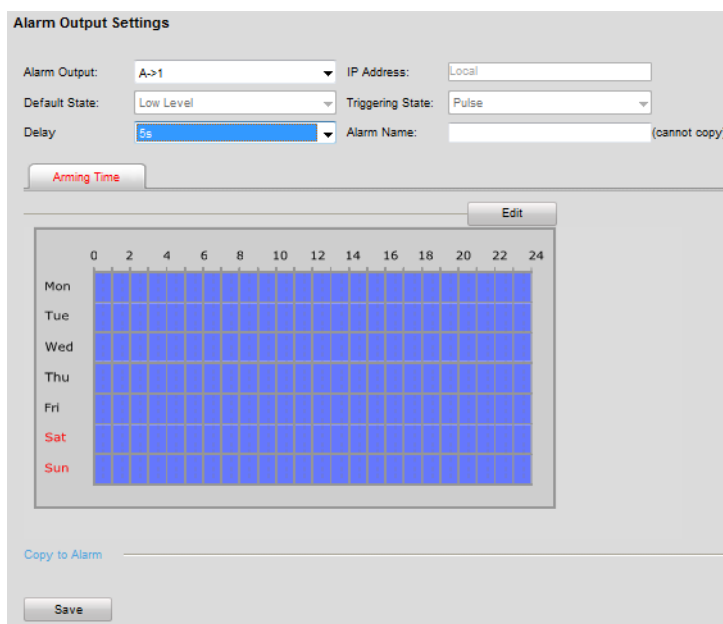 Alarm Output Settings
Alarm Output: A->1 IP Address: Local
Default State: Low Level Triggering State: Pulse
Delay 5s Alarm Name: (cannot copy
Arming Time
Edit
0 2 4 6 8 10 12 14 16 18 20 22 24
Mon
Tue
Wed
Thu
Fri
Sat
Sun
Copy to Alarm
Save